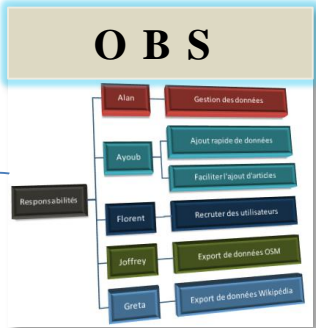 O B S
Alan
Gestion des données
Ayoub
Ajout rapide de données
Faciliter l'ajout d'articles
Responsabilités
Florent
Recruter des utilisateurs
Joffrey
Export de données OSM
Greta
Export de données Wikipédia